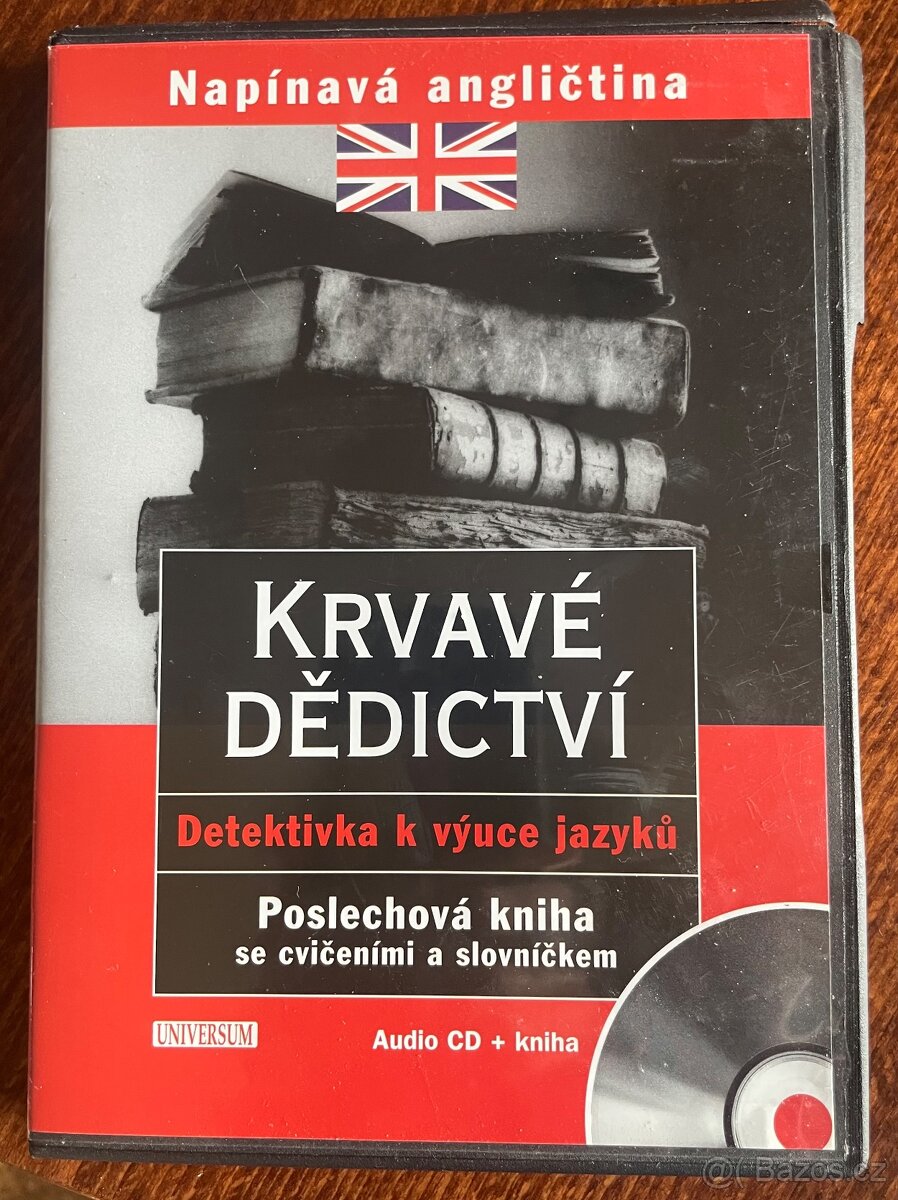 Napínavá angličtina
KRVAVÉ
DĚDICTVÍ
Detektivka k výuce jazyků
Poslechová kniha
se cvičeními a slovníčkem
UNIVERSUM
Audio CD + kniha
Bazos.cz